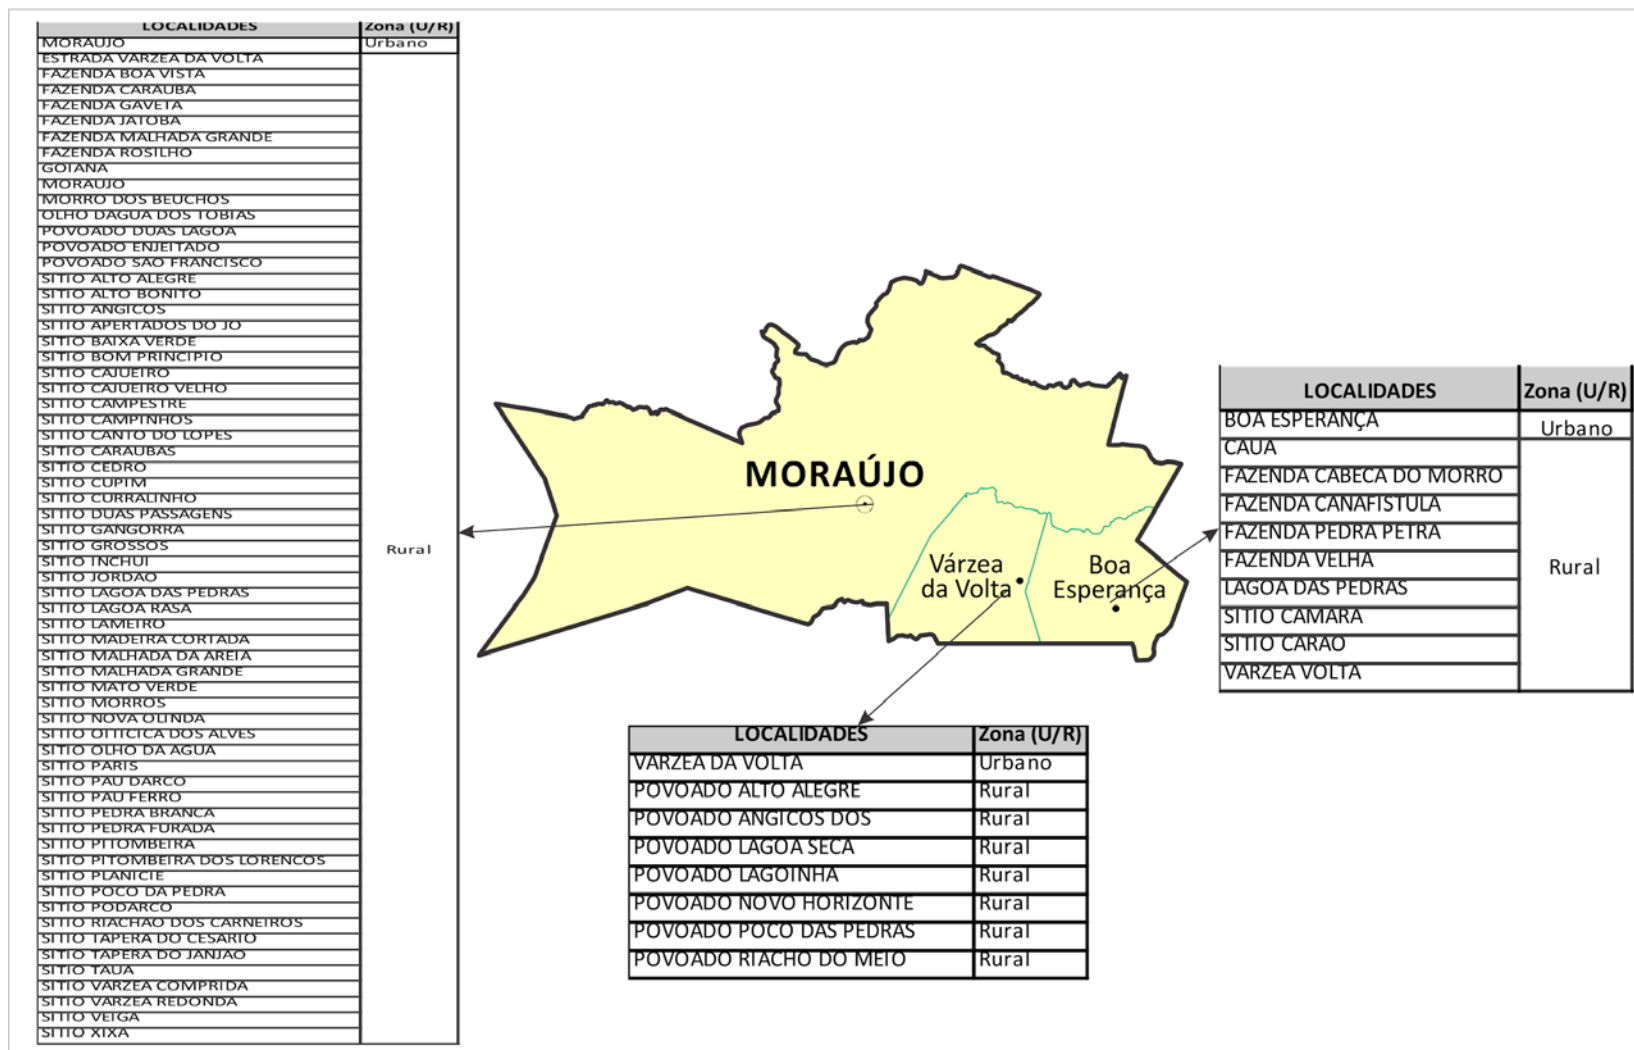 LOCALIDADES Zona (U/R)
MORAUJO Urbano
ESTRADA VARZEA DA VOLTA
FAZENDA BOA VISTA
FAZENDA CARAUBA
FAZENDA GAVETA
FAZENDA JATOBA
FAZENDA MALHADA GRANDE
FAZENDA ROSILHO
GOIANA
MORAUJO
MORRO DOS BEUCHOS
OLHO DAGUA DOS TOBIAS
POVOADO DUAS LAGOA
POVOADO ENJEITADO
POVOADO SAO FRANCISCO
SITIO ALTO ALEGRE
SITIO ALTO BONITO
SITIO ANGICOS
SITIO APERTADOS DO JO
SITIO BAIXA VERDE
SITIO BOM PRINCIPIO
SITIO CAJUEIRO
SITIO CAJUEIRO VELHO
SITIO CAMPESTRE
SITIO CAMPINHOS
SITIO CANTO DO LOPES
SITIO CARAUBAS
SITIO CEDRO
SITIO CUPIM
SITIO CURRALINHO
SITIO DUAS PASSAGENS
SITIO GANGORRA
SITIO GROSSOS
Rural
SITIO INCHUI
SITIO JORDAO
SITIO LAGOA DAS PEDRAS
SITIO LAGOA RASA
SITIO LAMEIRO
SITIO MADEIRA CORTADA
SITIO MALHADA DA AREIA
SITIO MALHADA GRANDE
SITIO MATO VERDE
SITIO MORROS
SITIO NOVA OLINDA
SITIO OITICICA DOS ALVES
SITIO OLHO DA AGUA
SITIO PARIS
SITIO PAU DARCO
SITIO PAU FERRO
SITIO PEDRA BRANCA
SITIO PEDRA FURADA
SITIO PITOMBEIRA
SITIO PITOMBEIRA DOS LORENCOS
SITIO PLANICIE
SITIO POCO DA PEDRA
SITIO PODARCO
SITIO RIACHAO DOS CARNEIROS
SITIO TAPERA DO CESARIO
SITIO TAPERA DO JANJAO
SITIO TAUA
SITIO VARZEA COMPRIDA
SITIO VARZEA REDONDA
SITIO VEIGA
SITIO XIXA
MORAÚJO
Várzea
da Volta
Boa
Esperança
LOCALIDADES Zona (U/R)
BOA ESPERANÇA Urbano
CAUA
FAZENDA CABECA DO MORRO
FAZENDA CANAFISTULA
FAZENDA PEDRA PETRA
FAZENDA VELHA
Rural
LAGOA DAS PEDRAS
SITIO CAMARA
SITIO CARAO
VARZEA VOLTA
LOCALIDADES Zona (U/R)
VARZEA DA VOLTA Urbano
POVOADO ALTO ALEGRE Rural
POVOADO ANGICOS DOS Rural
POVOADO LAGOA SECA Rural
POVOADO LAGOINHA Rural
POVOADO NOVO HORIZONTE Rural
POVOADO POCO DAS PEDRAS Rural
POVOADO RIACHO DO MEIO Rural